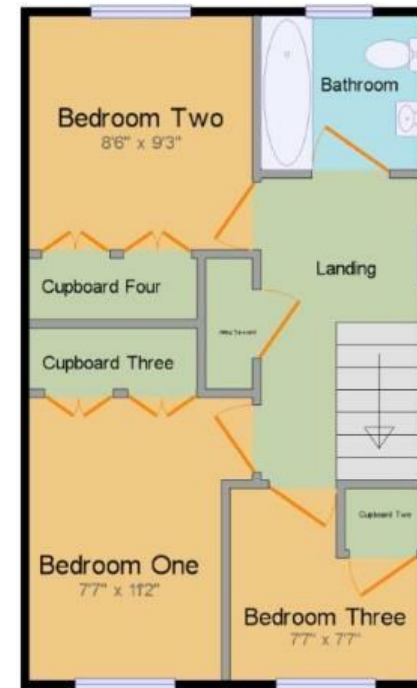 Bathroom
Bedroom Two
8'6" x 9'3"
Landing
Cupboard Four
Cupboard Three
Cupboard Two
Bedroom One
7'7" x 11'2"
Bedroom Three
7'7" x 7'7"